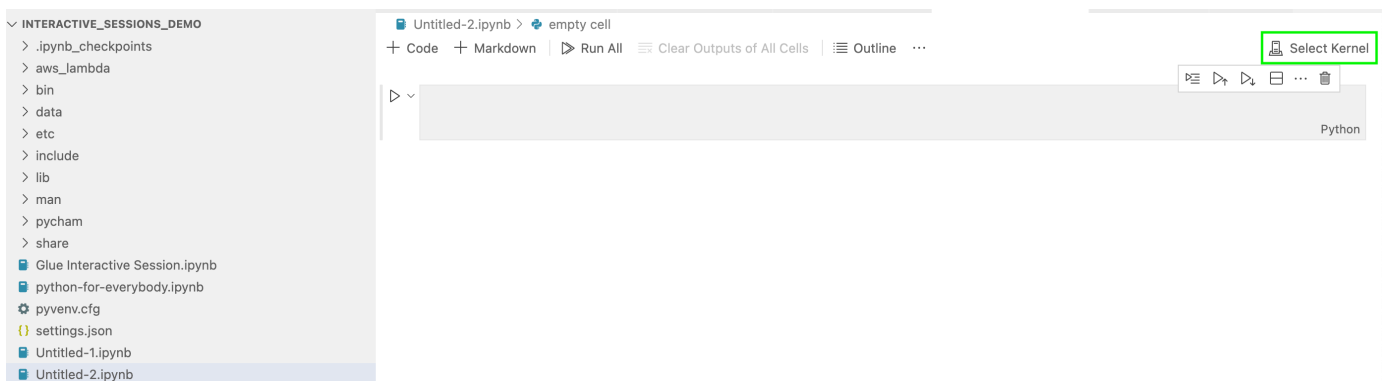 INTERACTIVE_SESSIONS_DEMO
.ipynb_checkpoints
aws_lambda
bin
data
etc
include
lib
man
pycham
share
Glue Interactive Session.ipynb
python-for-everybody.ipynb
pyvenv.cfg
settings.json
Untitled-1.ipynb
Untitled-2.ipynb
Untitled-2.ipynb > empty cell
+ Code + Markdown Run All Clear Outputs of All Cells Outline ... Select Kernel
Python